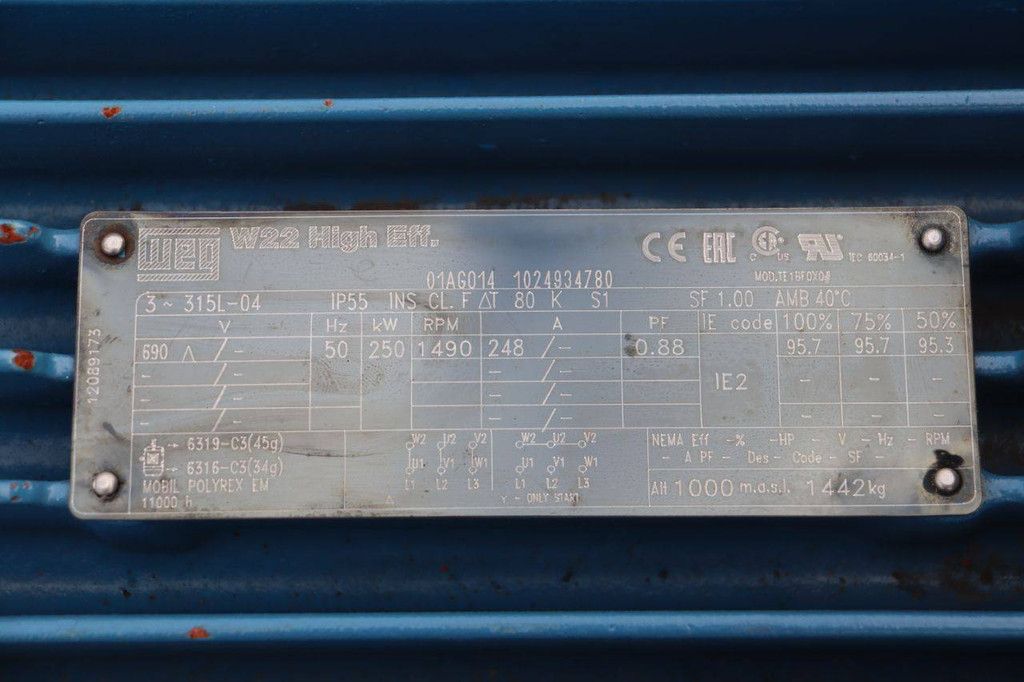 WEG W22 High Eff. CE EAC C US IEC 60034-1
01AG014 1024934780
3 ~ 315L-04 IP55 INS CL. F ΔT 80 K S1 SF 1.00 AMB 40°C
V Hz kW RPM A PF IE code 100% 75% 50%
690 /- 50 250 1490 248 /- 0.88 95.7 95.7 95.3
- /- - /- IE2 - - -
- /- - /-
- /- - /- - - -
12089173
→ 6319-C3(45g)
→ 6316-C3(34g)
MOBIL POLYREX EM
11000 h
W2 U2 V2
U1 V1 W1
L1 L2 L3
Δ
W2 U2 V2
U1 V1 W1
L1 L2 L3
Y - ONLY START
NEMA Eff -% -HP - V - Hz - RPM
- A PF - Des- Code - SF -
Alt 1000 m.a.s.l. 1442kg